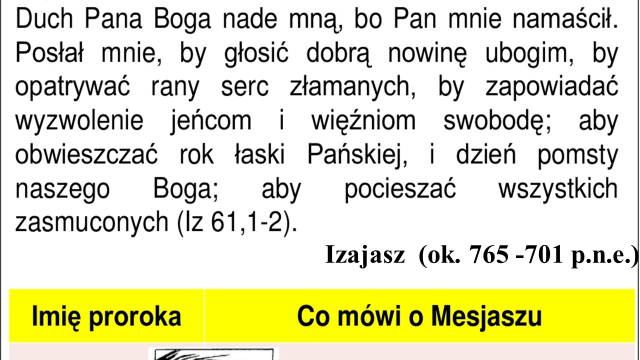 Duch Pana Boga nade mną, bo Pan mnie namaścił.
Posłał mnie, by głosić dobrą nowinę ubogim, by
opatrywać rany serc złamanych, by zapowiadać
wyzwolenie jeńcom i więźniom swobodę; aby
obwieszczać rok łaski Pańskiej, i dzień pomsty
naszego Boga; aby pocieszać wszystkich
zasmuconych (Iz 61,1-2).
Izajasz (ok. 765 -701 p.n.e.)
Imię proroka Co mówi o Mesjaszu